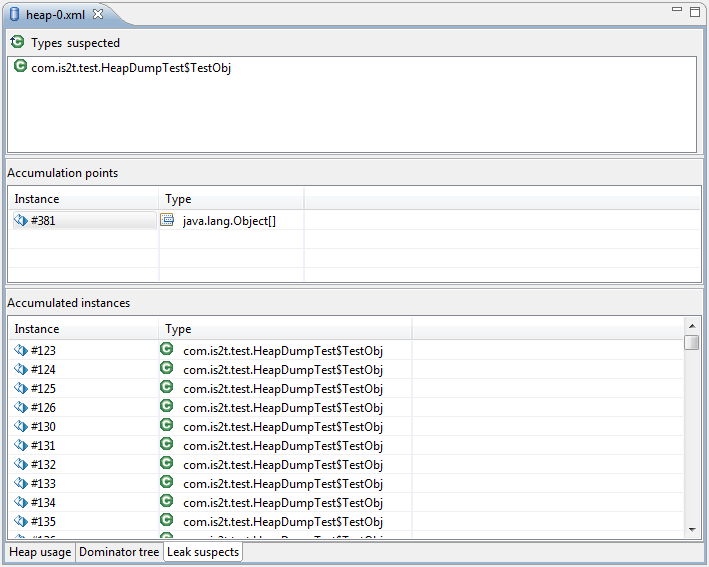 heap-0.xml
Types suspected
com.is2t.test.HeapDumpTest$TestObj
Accumulation points
Instance Type
#381 java.lang.Object[]
Accumulated instances
Instance Type
#123 com.is2t.test.HeapDumpTest$TestObj
#124 com.is2t.test.HeapDumpTest$TestObj
#125 com.is2t.test.HeapDumpTest$TestObj
#126 com.is2t.test.HeapDumpTest$TestObj
#130 com.is2t.test.HeapDumpTest$TestObj
#131 com.is2t.test.HeapDumpTest$TestObj
#132 com.is2t.test.HeapDumpTest$TestObj
#133 com.is2t.test.HeapDumpTest$TestObj
#134 com.is2t.test.HeapDumpTest$TestObj
#135 com.is2t.test.HeapDumpTest$TestObj
Heap usage Dominator tree Leak suspects